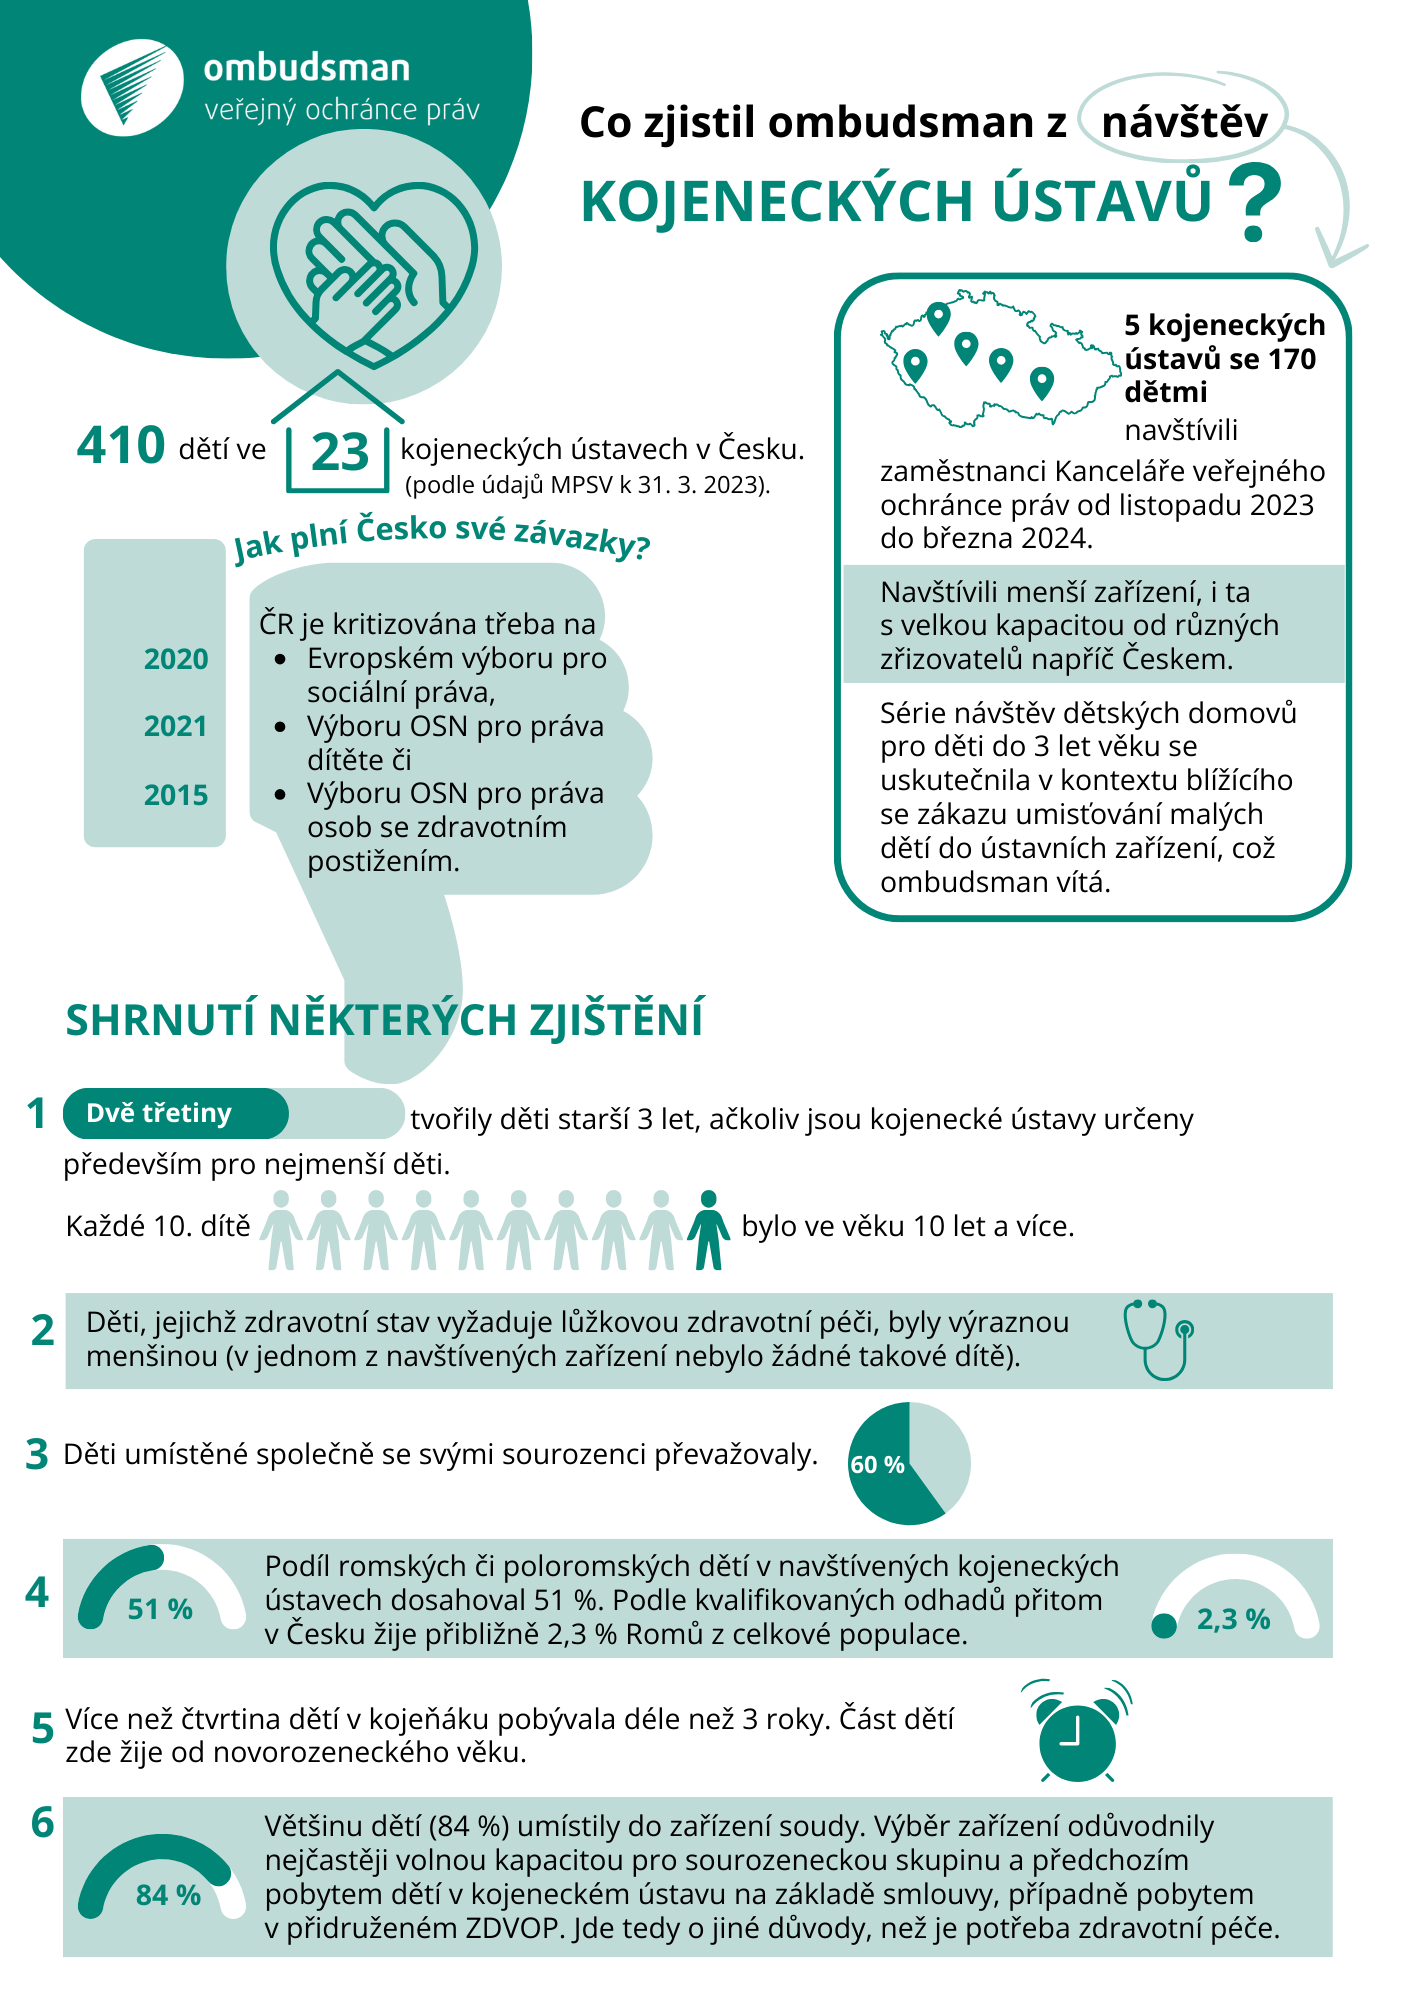 ombudsman
veřejný ochránce práv
Co zjistil ombudsman z návštěv
KOJENECKÝCH ÚSTAVŮ?
410 dětí ve 23 kojeneckých ústavech v Česku.
(podle údajů MPSV k 31. 3. 2023).
Jak plní Česko své závazky?
ČR je kritizována třeba na
2020
• Evropském výboru pro
sociální práva,
2021
• Výboru OSN pro práva
dítěte či
2015
• Výboru OSN pro práva
osob se zdravotním
postižením.
5 kojeneckých
ústavů se 170
dětmi
navštívili
zaměstnanci Kanceláře veřejného
ochránce práv od listopadu 2023
do března 2024.
Navštívili menší zařízení, i ta
s velkou kapacitou od různých
zřizovatelů napříč Českem.
Série návštěv dětských domovů
pro děti do 3 let věku se
uskutečnila v kontextu blížícího
se zákazu umisťování malých
dětí do ústavních zařízení, což
ombudsman vítá.
SHRNUTÍ NĚKTERÝCH ZJIŠTĚNÍ
1 Dvě třetiny tvořily děti starší 3 let, ačkoliv jsou kojenecké ústavy určeny
především pro nejmenší děti.
Každé 10. dítě bylo ve věku 10 let a více.
2 Děti, jejichž zdravotní stav vyžaduje lůžkovou zdravotní péči, byly výraznou
menšinou (v jednom z navštívených zařízení nebylo žádné takové dítě).
3 Děti umístěné společně se svými sourozenci převažovaly.
60 %
4
51 %
Podíl romských či poloromských dětí v navštívených kojeneckých
ústavech dosahoval 51 %. Podle kvalifikovaných odhadů přitom
v Česku žije přibližně 2,3 % Romů z celkové populace.
2,3 %
5 Více než čtvrtina dětí v kojeňáku pobývala déle než 3 roky. Část dětí
zde žije od novorozeneckého věku.
6
84 %
Většinu dětí (84 %) umístily do zařízení soudy. Výběr zařízení odůvodnily
nejčastěji volnou kapacitou pro sourozeneckou skupinu a předchozím
pobytem dětí v kojeneckém ústavu na základě smlouvy, případně pobytem
v přidruženém ZDVOP. Jde tedy o jiné důvody, než je potřeba zdravotní péče.